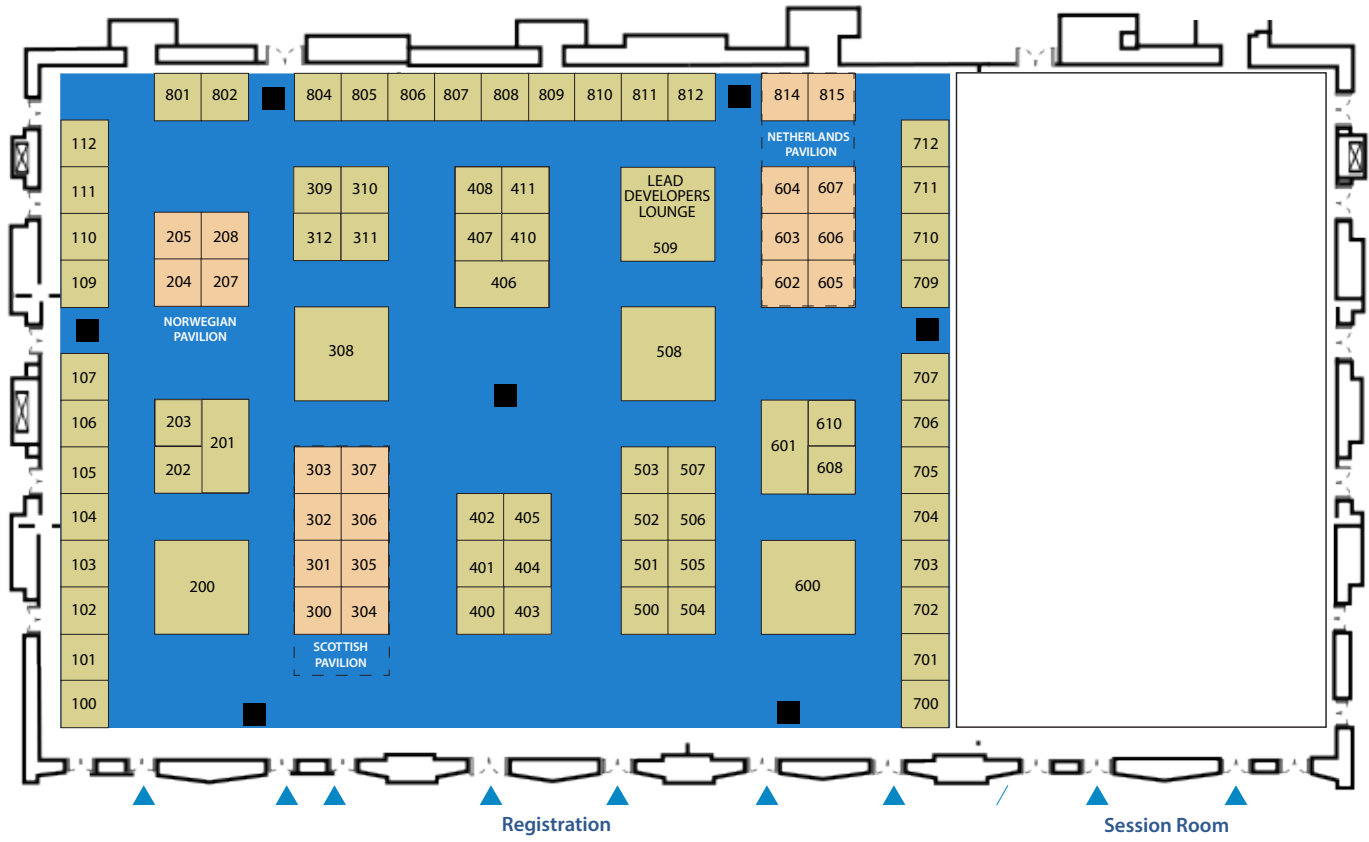 801 802 804 805 806 807 808 809 810 811 812 814 815
NETHERLANDS
PAVILION
112 712
111 309 310 408 411 LEAD 604 607 711
DEVELOPERS
LOUNGE
110 205 208 312 311 407 410 509 603 606 710
109 204 207 406 602 605 709
NORWEGIAN
PAVILION
308 508
107 707
106 203 201 601 610 706
105 202 303 307 503 507 608 705
104 302 306 402 405 502 506 704
103 301 305 401 404 501 505 703
200 600
102 300 304 400 403 500 504 702
SCOTTISH
PAVILION
101 701
100 700
Registration Session Room